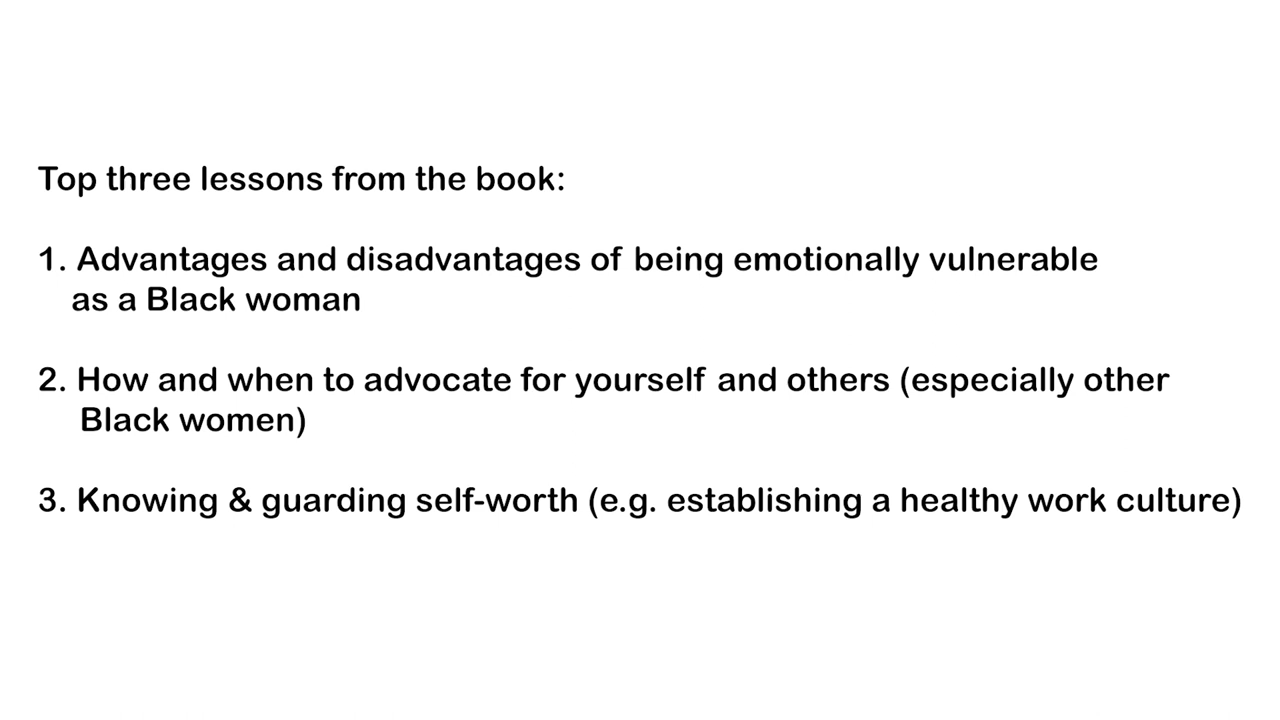 Top three lessons from the book:
1. Advantages and disadvantages of being emotionally vulnerable
as a Black woman
2. How and when to advocate for yourself and others (especially other
Black women)
3. Knowing & guarding self-worth (e.g. establishing a healthy work culture)